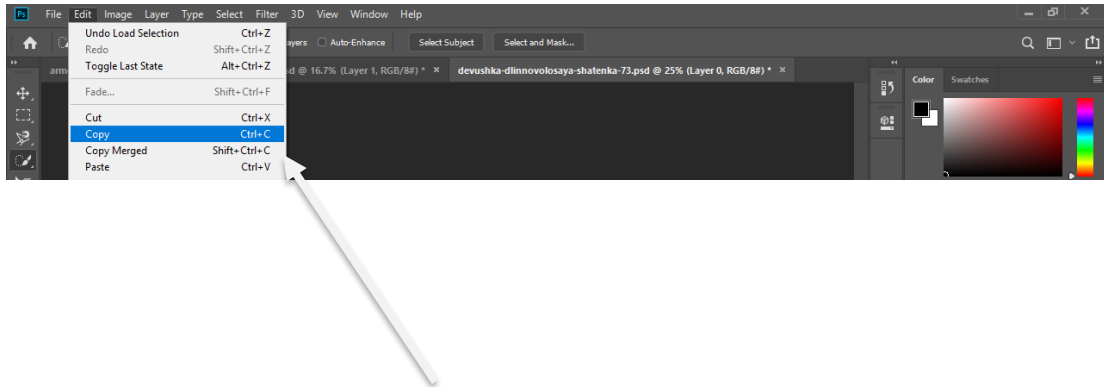 Ps File Edit Image Layer Type Select Filter 3D View Window Help
Undo Load Selection Ctrl+Z
Redo Shift+Ctrl+Z
Toggle Last State Alt+Ctrl+Z
Fade... Shift+Ctrl+F
Cut Ctrl+X
Copy Ctrl+C
Copy Merged Shift+Ctrl+C
Paste Ctrl+V
Auto-Enhance Select Subject Select and Mask...
@ 16.7% (Layer 1, RGB/8#) * × devushka-dlinnovolosaya-shatenka-73.psd @ 25% (Layer 0, RGB/8#) * ×
Color Swatches